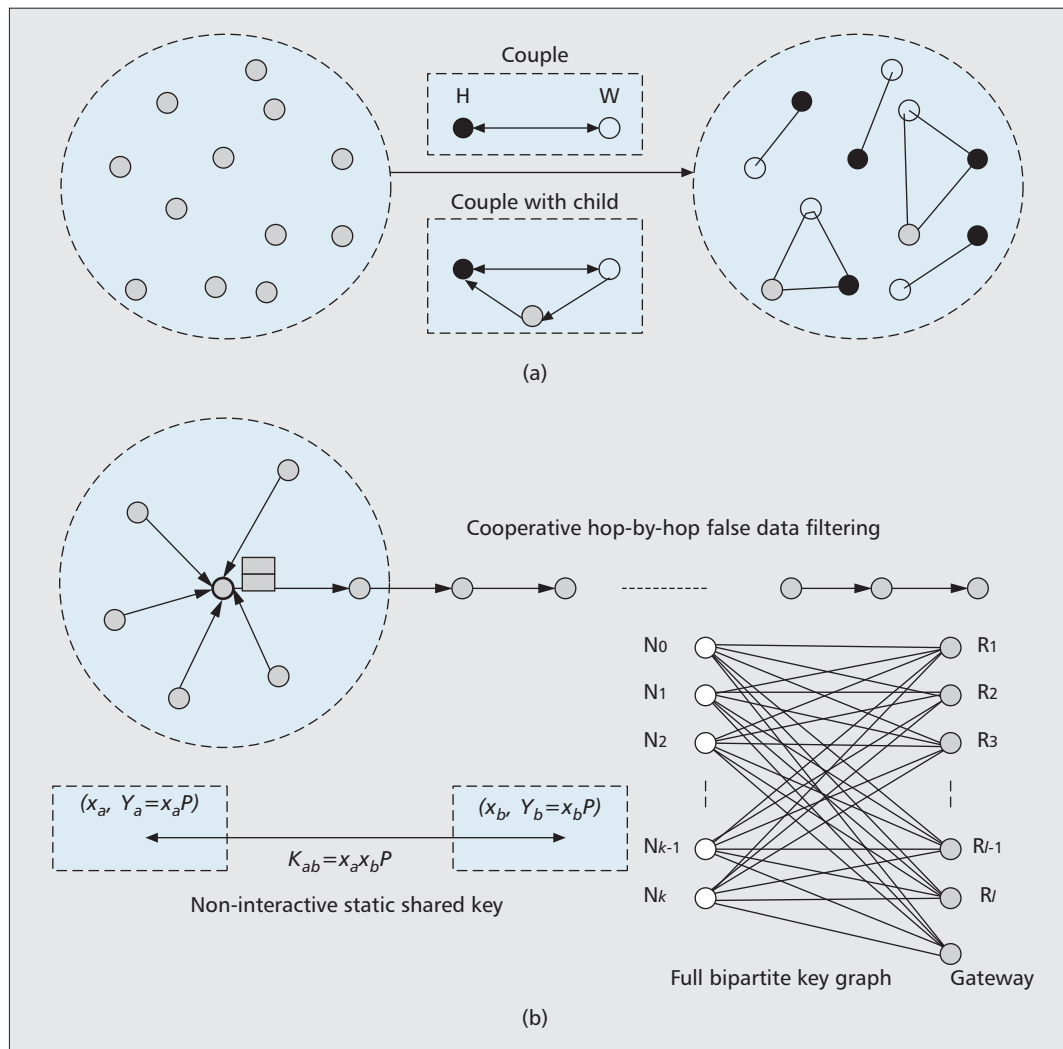 Couple
H W
Couple with child
(a)
Cooperative hop-by-hop false data filtering
N0 R1
N1 R2
N2 R3
(xa, Ya=xaP) (xb, Yb=xbP)
Kab=xaxbP
Nk-1 Rl-1
Nk Rl
Non-interactive static shared key
Full bipartite key graph Gateway
(b)